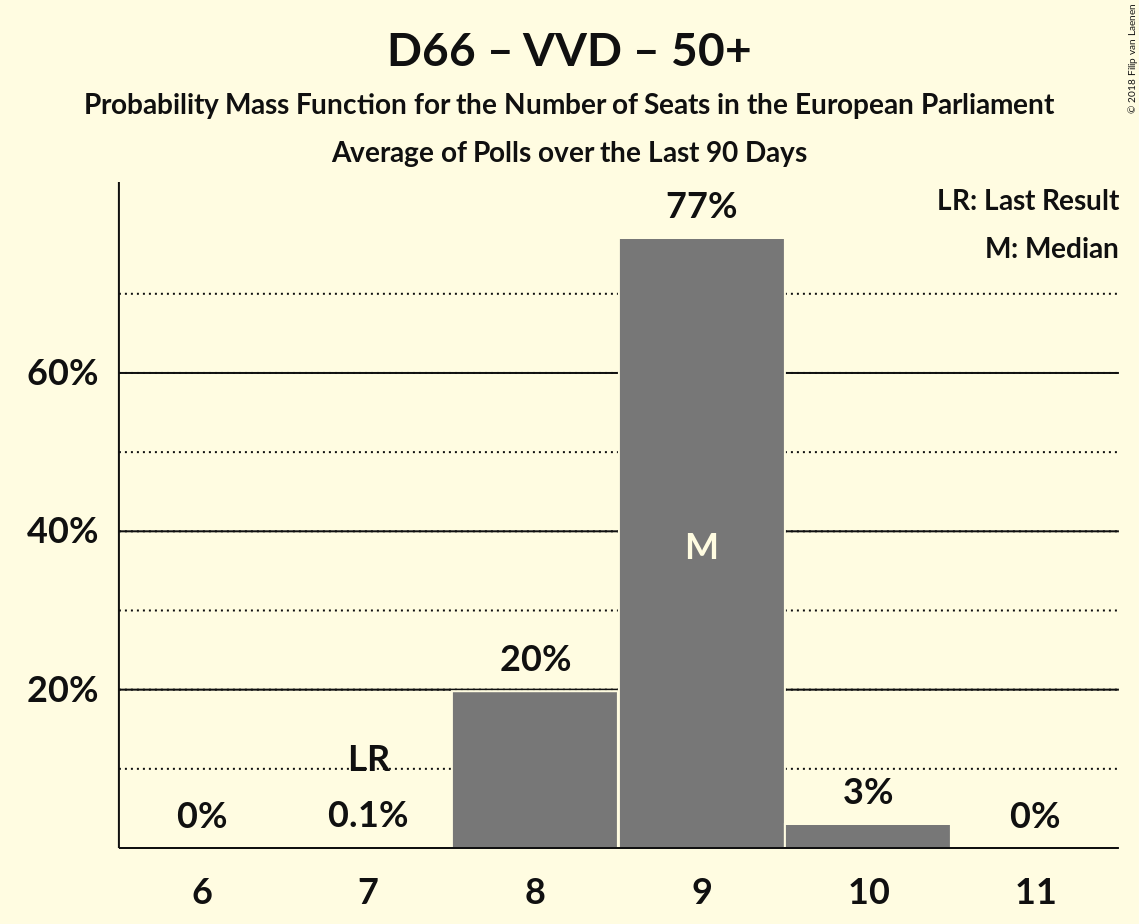 D66 – VVD – 50+
Probability Mass Function for the Number of Seats in the European Parliament
Average of Polls over the Last 90 Days
© 2018 Filip van Laenen
LR: Last Result
M: Median
77%
60%
40%
M
20%
20%
LR
3%
0%
0.1%
0%
6
7
8
9
10
11